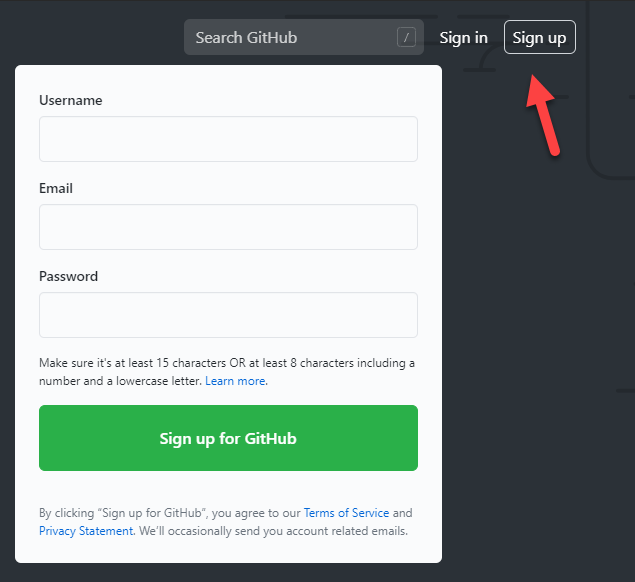 Search GitHub / Sign in Sign up
Username
Email
Password
Make sure it's at least 15 characters OR at least 8 characters including a
number and a lowercase letter. Learn more.
Sign up for GitHub
By clicking “Sign up for GitHub”, you agree to our Terms of Service and
Privacy Statement. We’ll occasionally send you account related emails.